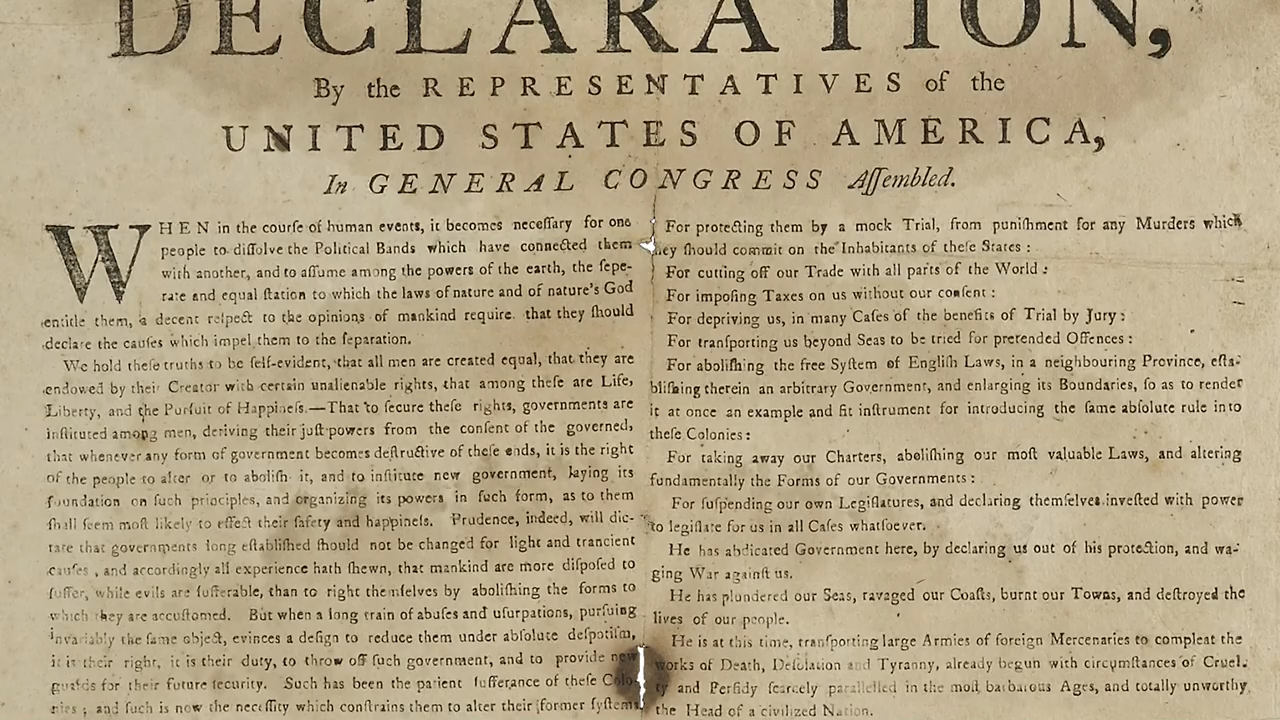 DECLARATION,
By the REPRESENTATIVES of the
UNITED STATES OF AMERICA,
In GENERAL CONGRESS Aſſembled.
WHEN in the courſe of human events, it becomes neceſſary for one
people to diſſolve the Political Bands which have connected them
with another, and to aſſume among the powers of the earth, the ſepe-
rate and equal ſtation to which the laws of nature and of nature's God
entitle them, a decent reſpect to the opinions of mankind require that they ſhould
declare the cauſes which impel them to the ſeparation.
We hold theſe truths to be ſelf-evident, that all men are created equal, that they are
endowed by their Creator with certain unalienable rights, that among theſe are Life,
Liberty, and the Purſuit of Happineſs.—That to ſecure theſe rights, governments are
inſtituted among men, deriving their juſt powers from the conſent of the governed,
that whenever any form of government becomes deſtructive of theſe ends, it is the right
of the people to alter or to aboliſh it, and to inſtitute new government, laying its
foundation on ſuch principles, and organizing its powers in ſuch form, as to them
ſhall ſeem moſt likely to effect their ſafety and happineſs. Prudence, indeed, will dic-
tate that governments long eſtabliſhed ſhould not be changed for light and trancient
cauſes, and accordingly all experience hath ſhewn, that mankind are more diſpoſed to
ſuffer, while evils are ſufferable, than to right themſelves by aboliſhing the forms to
which they are accuſtomed. But when a long train of abuſes and uſurpations, purſuing
invariably the ſame object, evinces a deſign to reduce them under abſolute deſpotiſm,
it is their right, it is their duty, to throw off ſuch government, and to provide new
guards for their future ſecurity. Such has been the patient ſufferance of theſe Colo-
nies; and ſuch is now the neceſſity which conſtrains them to alter their former ſyſtems
For protecting them by a mock Trial, from puniſhment for any Murders which
they ſhould commit on the Inhabitants of theſe States:
For cutting off our Trade with all parts of the World:
For impoſing Taxes on us without our conſent:
For depriving us, in many Caſes of the benefits of Trial by Jury:
For tranſporting us beyond Seas to be tried for pretended Offences:
For aboliſhing the free Syſtem of Engliſh Laws, in a neighbouring Province, eſta-
bliſhing therein an arbitrary Government, and enlarging its Boundaries, ſo as to render
it at once an example and fit inſtrument for introducing the ſame abſolute rule into
theſe Colonies:
For taking away our Charters, aboliſhing our moſt valuable Laws, and altering
fundamentally the Forms of our Governments:
For ſuſpending our own Legiſlatures, and declaring themſelves inveſted with power
to legiſlate for us in all Caſes whatſoever.
He has abdicated Government here, by declaring us out of his protection, and wa-
ging War againſt us.
He has plundered our Seas, ravaged our Coaſts, burnt our Towns, and deſtroyed the
lives of our people.
He is at this time, tranſporting large Armies of foreign Mercenaries to compleat the
works of Death, Deſolation and Tyranny, already begun with circumſtances of Cruel-
ty and Perfidy ſcarcely parallelled in the moſt barbarous Ages, and totally unworthy
the Head of a civilized Nation.